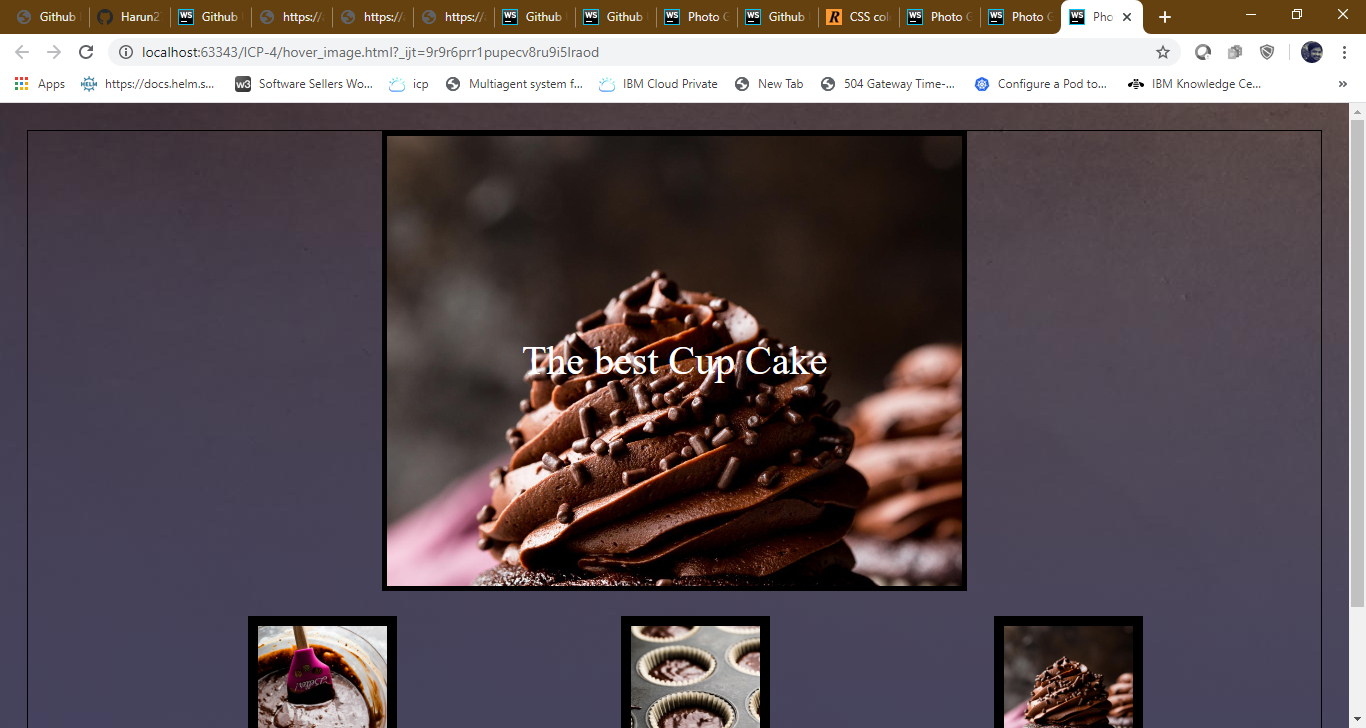 Github
Harun2
Github
https://
https://
https://
Github
Github
Photo G
Github
CSS col
Photo G
Photo G
Pho
localhost:63343/ICP-4/hover_image.html?_ijt=9r9r6prr1pupecv8ru9i5lraod
Apps
https://docs.helm.s...
Software Sellers Wo...
icp
Multiagent system f...
IBM Cloud Private
New Tab
504 Gateway Time-...
Configure a Pod to...
IBM Knowledge Ce...
The best Cup Cake